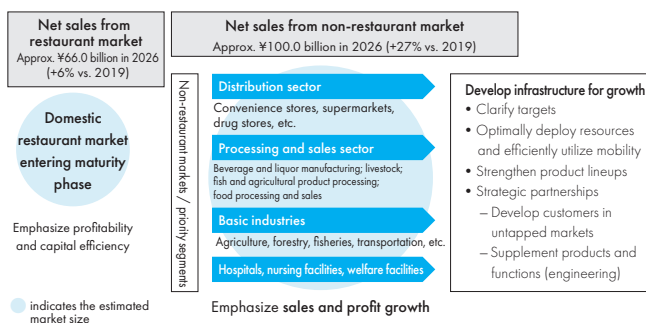 Net sales from
restaurant market
Approx. ¥66.0 billion in 2026
(+6% vs. 2019)
Domestic
restaurant market
entering maturity
phase
Emphasize profitability
and capital efficiency
indicates the estimated
market size
Net sales from non-restaurant market
Approx. ¥100.0 billion in 2026 (+27% vs. 2019)
Non-restaurant markets / priority segments
Distribution sector
Convenience stores, supermarkets,
drug stores, etc.
Processing and sales sector
Beverage and liquor manufacturing; livestock;
fish and agricultural product processing;
food processing and sales
Basic industries
Agriculture, forestry, fisheries, transportation, etc.
Hospitals, nursing facilities, welfare facilities
Emphasize sales and profit growth
Develop infrastructure for growth
• Clarify targets
• Optimally deploy resources
and efficiently utilize mobility
• Strengthen product lineups
• Strategic partnerships
– Develop customers in
untapped markets
– Supplement products and
functions (engineering)